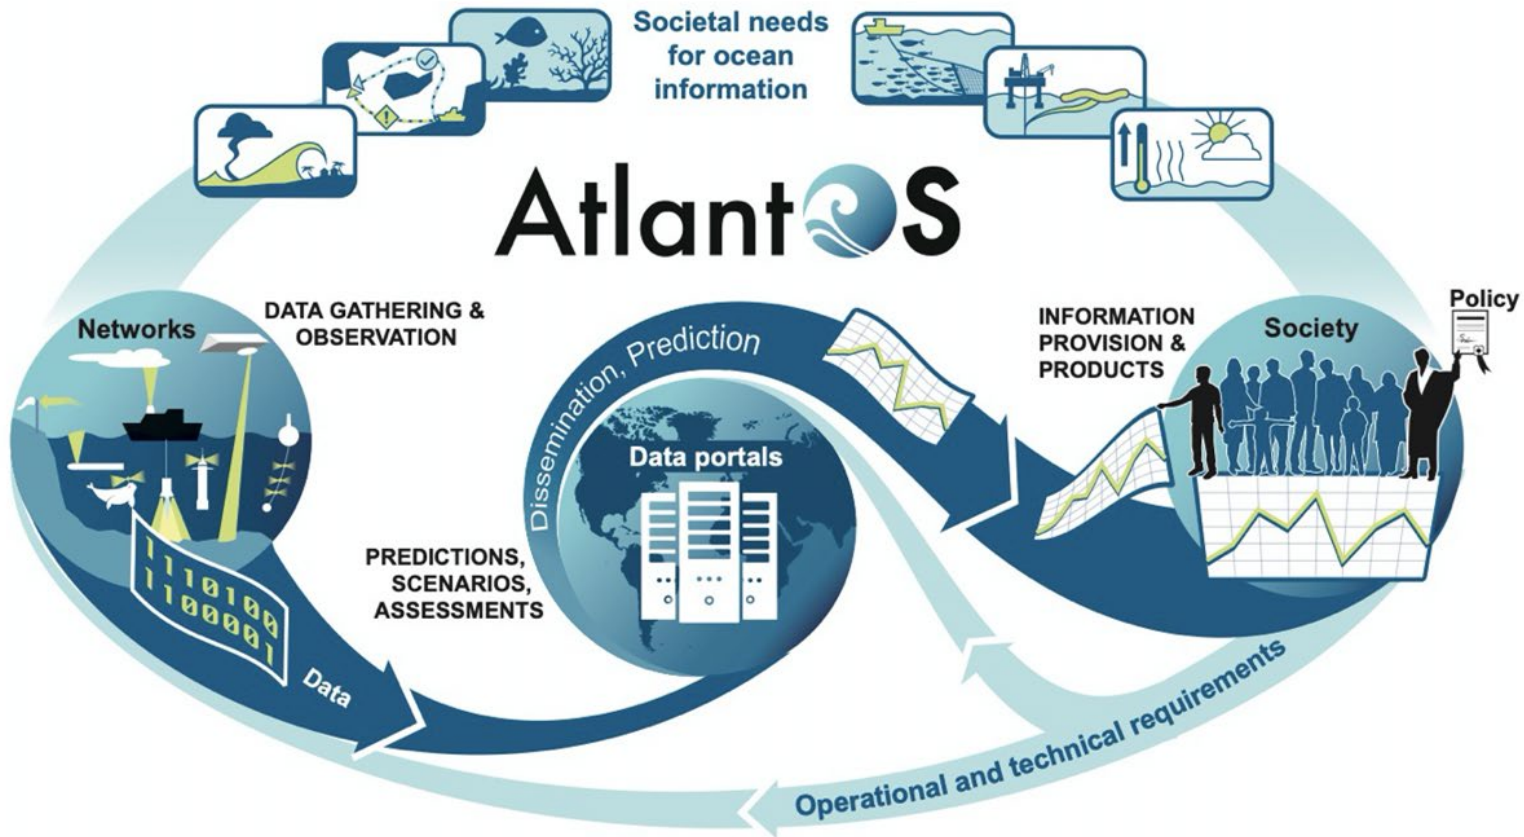 Societal needs
for ocean
information
AtlantOS
Networks
DATA GATHERING &
OBSERVATION
1110100
110001
Data
PREDICTIONS,
SCENARIOS,
ASSESSMENTS
Dissemination, Prediction
Data portals
INFORMATION
PROVISION &
PRODUCTS
Society
Policy
Operational and technical requirements